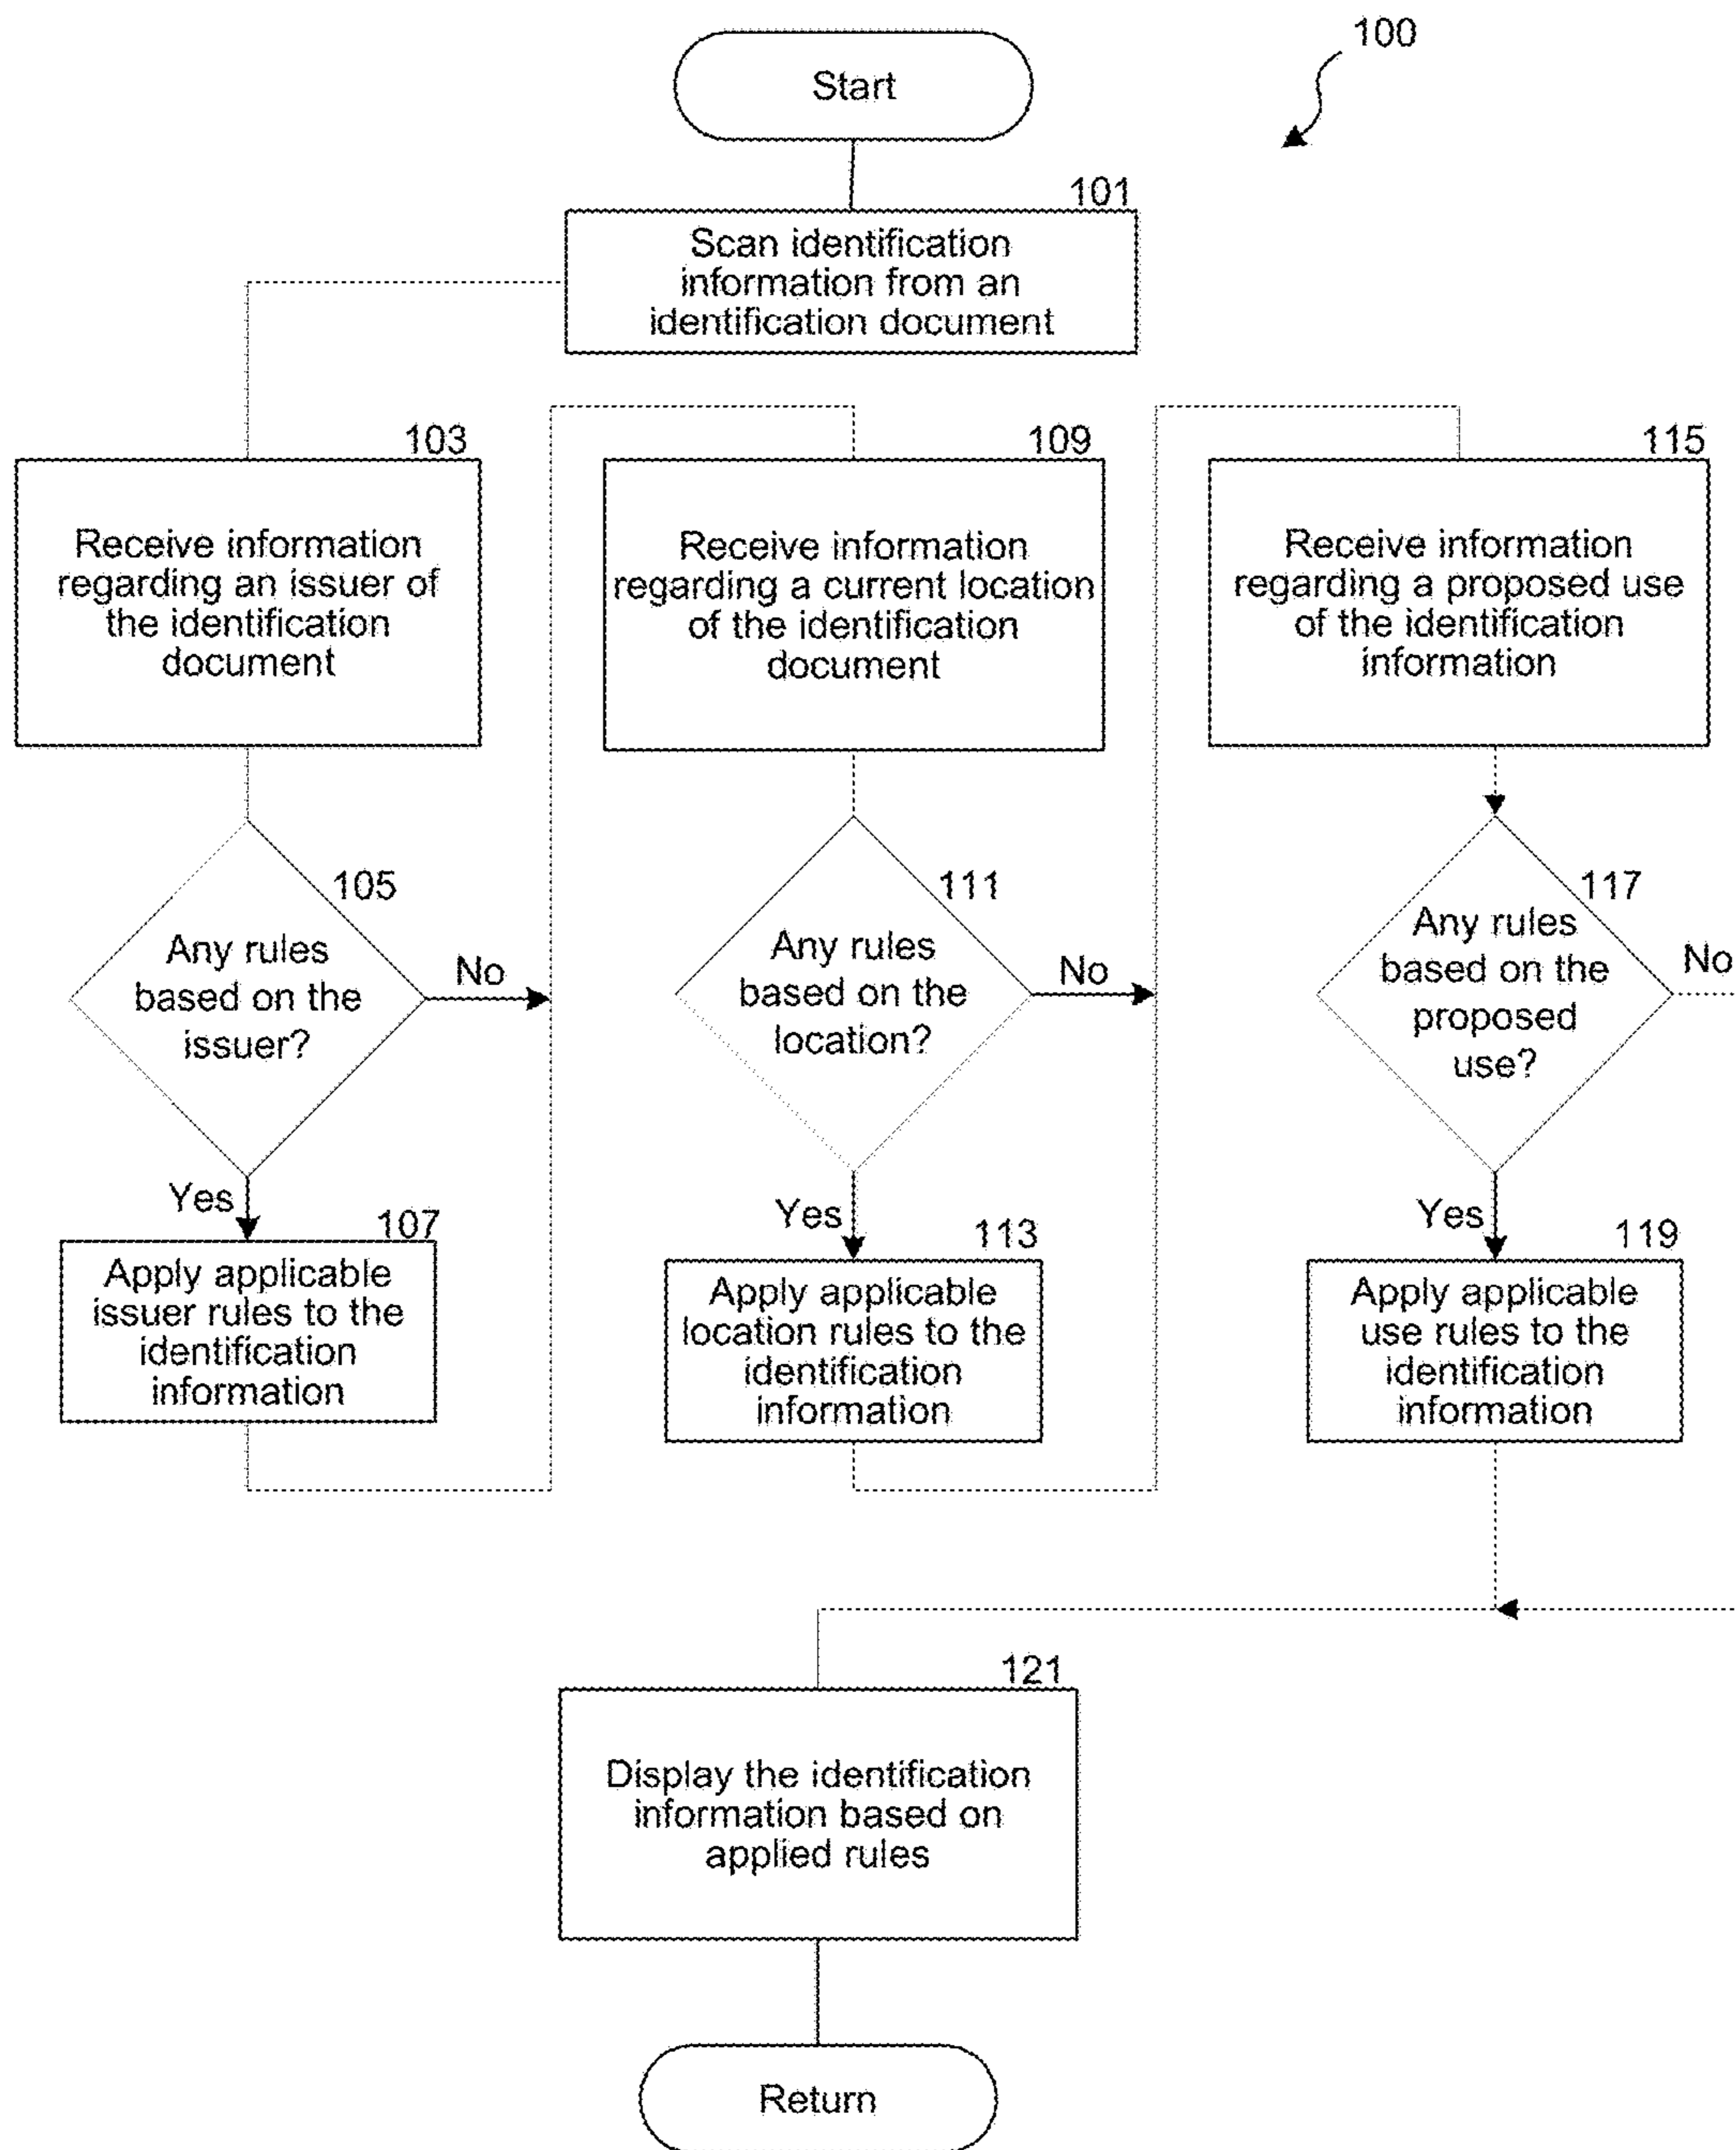 100
Start
101
Scan identification
information from an
identification document
103
Receive information
regarding an issuer of
the identification
document
105
Any rules
based on the
issuer?
No
Yes
107
Apply applicable
issuer rules to the
identification
information
109
Receive information
regarding a current location
of the identification
document
111
Any rules
based on the
location?
No
Yes
113
Apply applicable
location rules to the
identification
information
115
Receive information
regarding a proposed use
of the identification
information
117
Any rules
based on the
proposed
use?
No
Yes
119
Apply applicable
use rules to the
identification
information
121
Display the identification
information based on
applied rules
Return